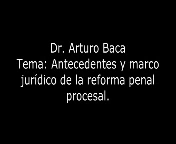 Dr. Arturo Baca
Tema: Antecedentes y marco
jurídico de la reforma penal
procesal.